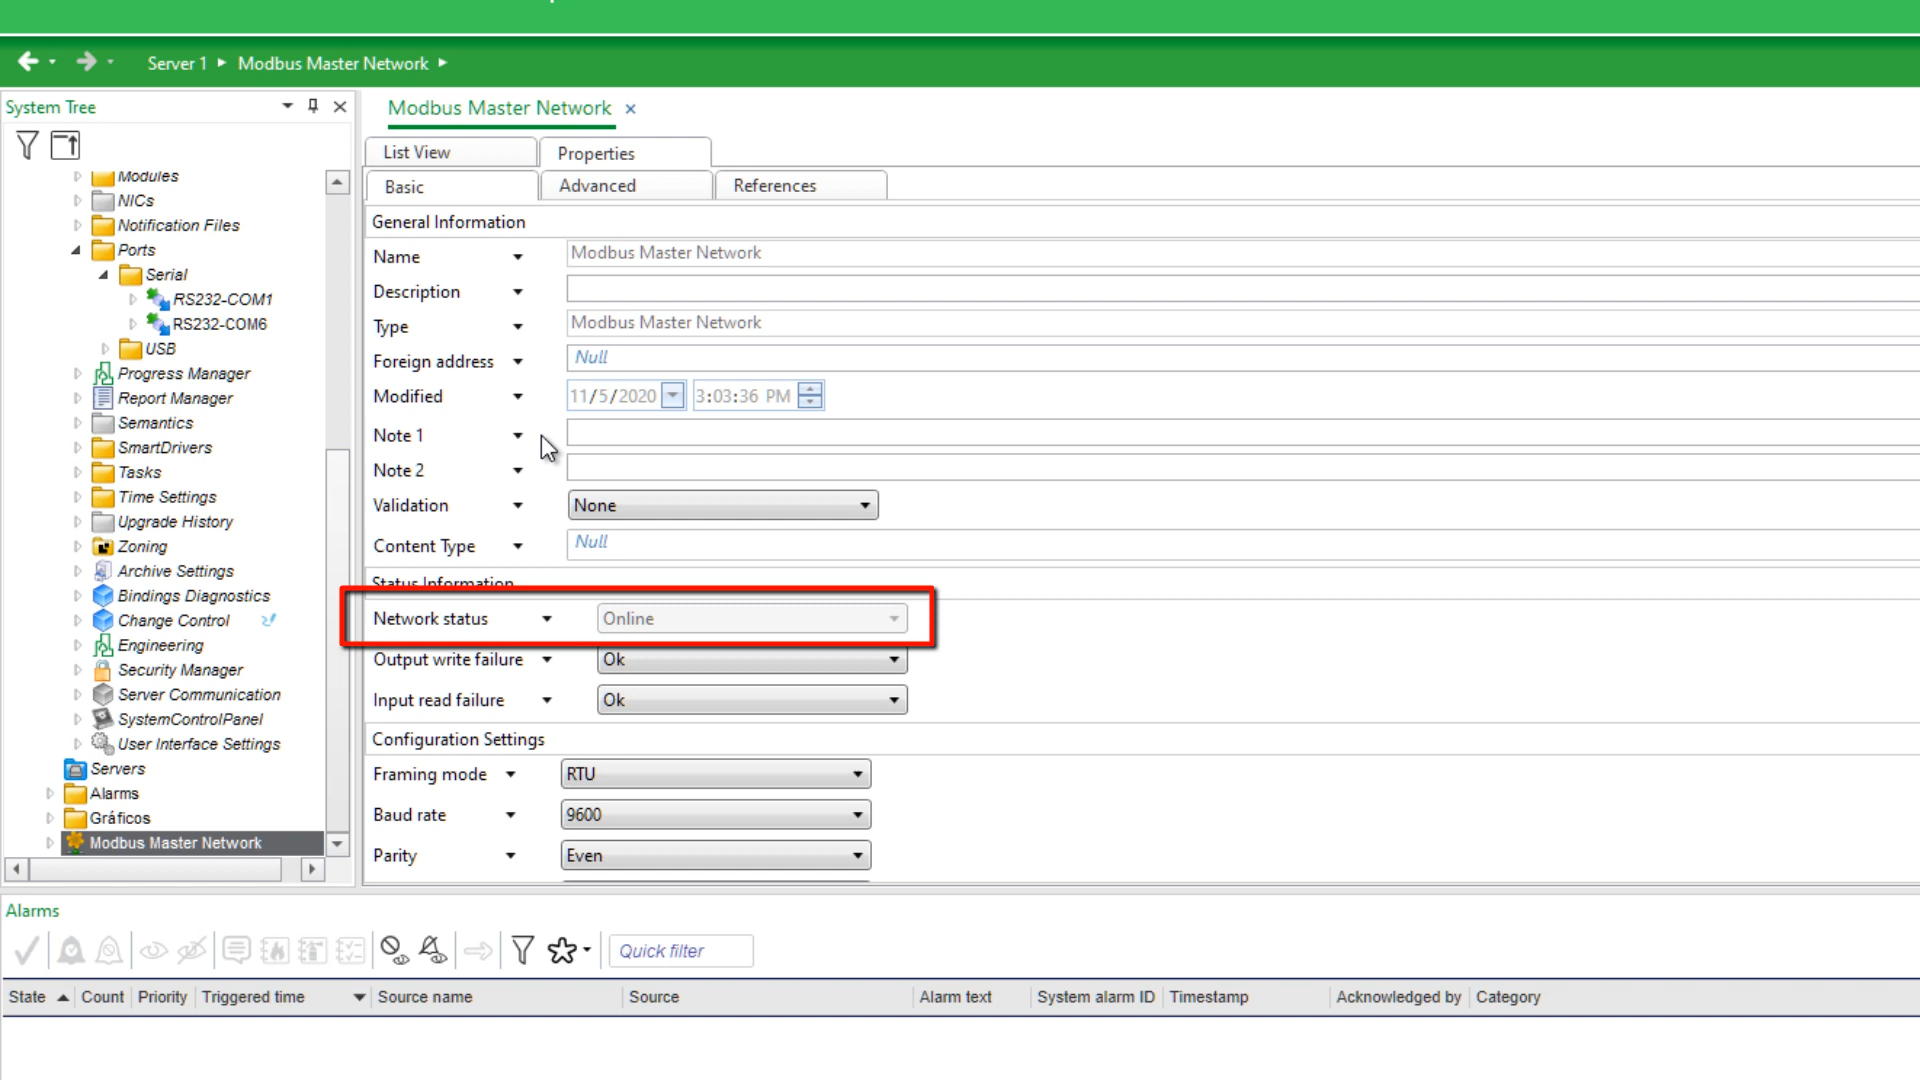 Server 1 Modbus Master Network
System Tree
Modules
NICs
Notification Files
Ports
Serial
RS232-COM1
RS232-COM6
USB
Progress Manager
Report Manager
Semantics
SmartDrivers
Tasks
Time Settings
Upgrade History
Zoning
Archive Settings
Bindings Diagnostics
Change Control
Engineering
Security Manager
Server Communication
SystemControlPanel
User Interface Settings
Servers
Alarms
Gráficos
Modbus Master Network
Modbus Master Network
List View Properties
Basic Advanced References
General Information
Name Modbus Master Network
Description
Type Modbus Master Network
Foreign address Null
Modified 11/5/2020 3:03:36 PM
Note 1
Note 2
Validation None
Content Type Null
Status Information
Network status Online
Output write failure Ok
Input read failure Ok
Configuration Settings
Framing mode RTU
Baud rate 9600
Parity Even
Alarms
Quick filter
State Count Priority Triggered time Source name Source Alarm text System alarm ID Timestamp Acknowledged by Category